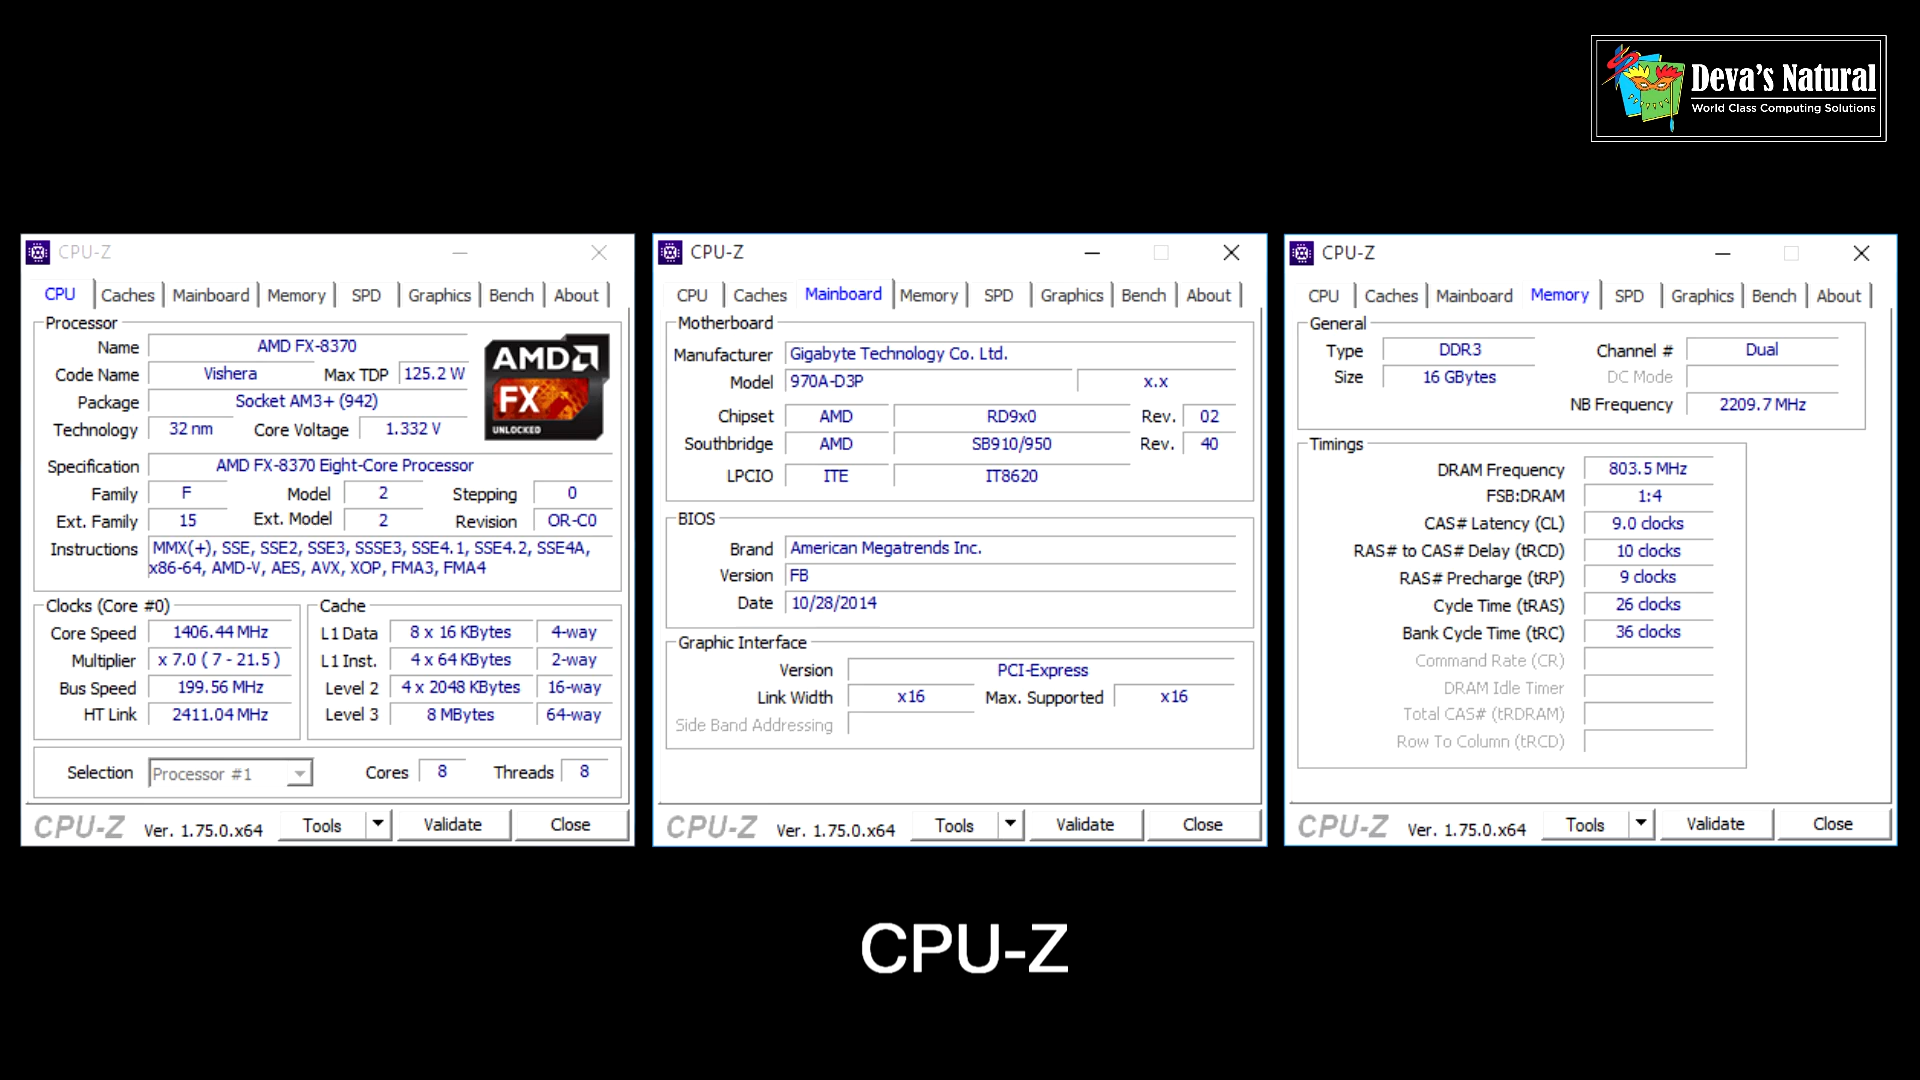 Deva's Natural
World Class Computing Solutions
CPU-Z
CPU Caches Mainboard Memory SPD Graphics Bench About
Processor
Name AMD FX-8370
Code Name Vishera Max TDP 125.2 W
Package Socket AM3+ (942)
Technology 32 nm Core Voltage 1.332 V
AMD
FX
UNLOCKED
Specification AMD FX-8370 Eight-Core Processor
Family F Model 2 Stepping 0
Ext. Family 15 Ext. Model 2 Revision OR-C0
Instructions MMX(+), SSE, SSE2, SSE3, SSSE3, SSE4.1, SSE4.2, SSE4A,
x86-64, AMD-V, AES, AVX, XOP, FMA3, FMA4
Clocks (Core #0)
Core Speed 1406.44 MHz
Multiplier x 7.0 ( 7 - 21.5 )
Bus Speed 199.56 MHz
HT Link 2411.04 MHz
Cache
L1 Data 8 x 16 KBytes 4-way
L1 Inst. 4 x 64 KBytes 2-way
Level 2 4 x 2048 KBytes 16-way
Level 3 8 MBytes 64-way
Selection Processor #1 Cores 8 Threads 8
CPU-Z Ver. 1.75.0.x64 Tools Validate Close
CPU-Z
CPU Caches Mainboard Memory SPD Graphics Bench About
Motherboard
Manufacturer Gigabyte Technology Co. Ltd.
Model 970A-D3P x.x
Chipset AMD RD9x0 Rev. 02
Southbridge AMD SB910/950 Rev. 40
LPCIO ITE IT8620
BIOS
Brand American Megatrends Inc.
Version FB
Date 10/28/2014
Graphic Interface
Version PCI-Express
Link Width x16 Max. Supported x16
Side Band Addressing
CPU-Z Ver. 1.75.0.x64 Tools Validate Close
CPU-Z
CPU Caches Mainboard Memory SPD Graphics Bench About
General
Type DDR3 Channel # Dual
Size 16 GBytes DC Mode
NB Frequency 2209.7 MHz
Timings
DRAM Frequency 803.5 MHz
FSB:DRAM 1:4
CAS# Latency (CL) 9.0 clocks
RAS# to CAS# Delay (tRCD) 10 clocks
RAS# Precharge (tRP) 9 clocks
Cycle Time (tRAS) 26 clocks
Bank Cycle Time (tRC) 36 clocks
Command Rate (CR)
DRAM Idle Timer
Total CAS# (tRDRAM)
Row To Column (tRCD)
CPU-Z Ver. 1.75.0.x64 Tools Validate Close
CPU-Z